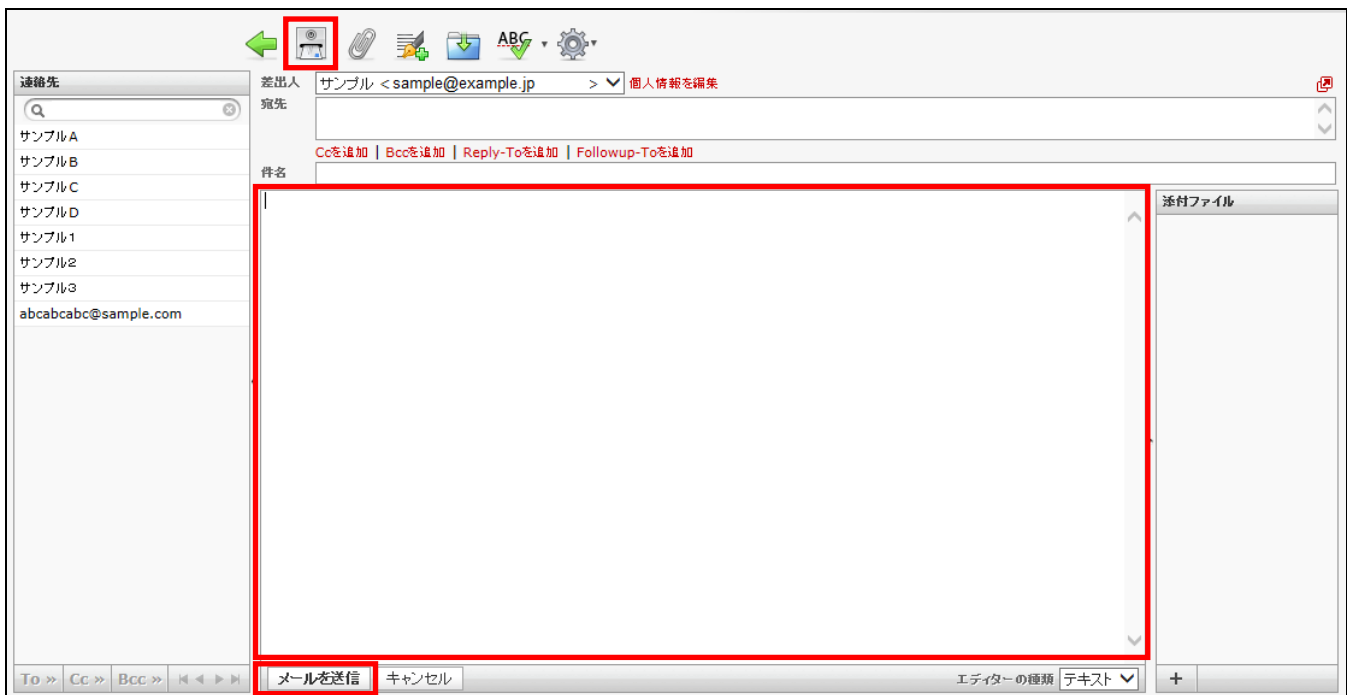 ABC
連絡先
サンプルA
サンプルB
サンプルC
サンプルD
サンプル1
サンプル2
サンプル3
abcabcabc@sample.com
To » Cc » Bcc »
差出人 サンプル <sample@example.jp > 個人情報を編集
宛先
Ccを追加 | Bccを追加 | Reply-Toを追加 | Followup-Toを追加
件名
添付ファイル
メールを送信 キャンセル エディターの種類 テキスト +